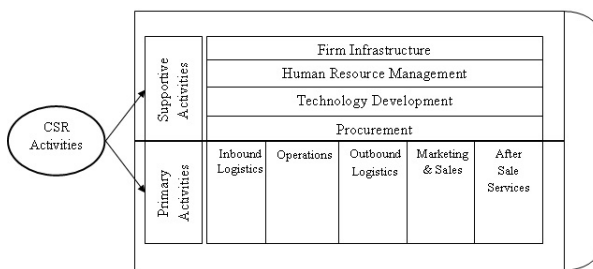 CSR
Activities
Supportive
Activities
Firm Infrastructure
Human Resource Management
Technology Development
Procurement
Primary
Activities
Inbound
Logistics
Operations
Outbound
Logistics
Marketing
& Sales
After
Sale
Services